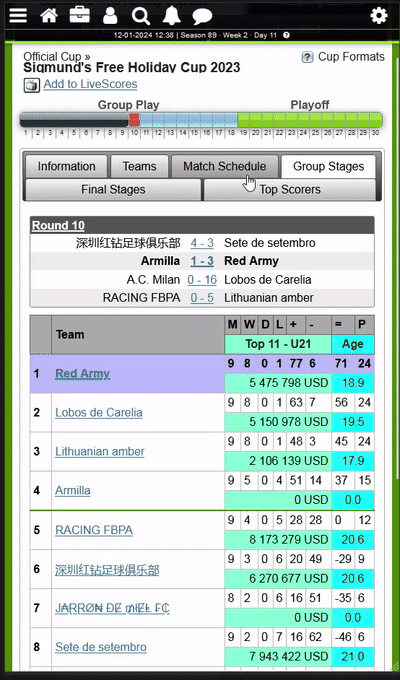 12-01-2024 12:38 | Season 89 · Week 2 · Day 11
Official Cup »
Cup Formats
Sigmund's Free Holiday Cup 2023
Add to LiveScores
Group Play Playoff
1 2 3 4 5 6 7 8 9 10 11 12 13 14 15 16 17 18 19 20 21 22 23 24 25 26 27 28 29 30
Information Teams Match Schedule Group Stages
Final Stages Top Scorers
Round 10
深圳红钻足球俱乐部 4 - 3 Sete de setembro
Armilla 1 - 3 Red Army
A.C. Milan 0 - 16 Lobos de Carelia
RACING FBPA 0 - 5 Lithuanian amber
Team M W D L + - = P
Top 11 - U21 Age
1 Red Army 9 8 0 1 77 6 71 24
5 475 798 USD 18.9
2 Lobos de Carelia 9 8 0 1 63 7 56 24
5 150 978 USD 19.5
3 Lithuanian amber 9 8 0 1 48 3 45 24
2 106 139 USD 17.9
4 Armilla 9 5 0 4 51 14 37 15
0 USD 0.0
5 RACING FBPA 9 4 0 5 28 28 0 12
8 173 279 USD 20.6
6 深圳红钻足球俱乐部 9 3 0 6 20 49 -29 9
6 270 677 USD 20.6
7 8 2 0 6 16 51 -35 6
0 USD 0.0
8 Sete de setembro 9 2 0 7 16 62 -46 6
7 943 422 USD 21.0